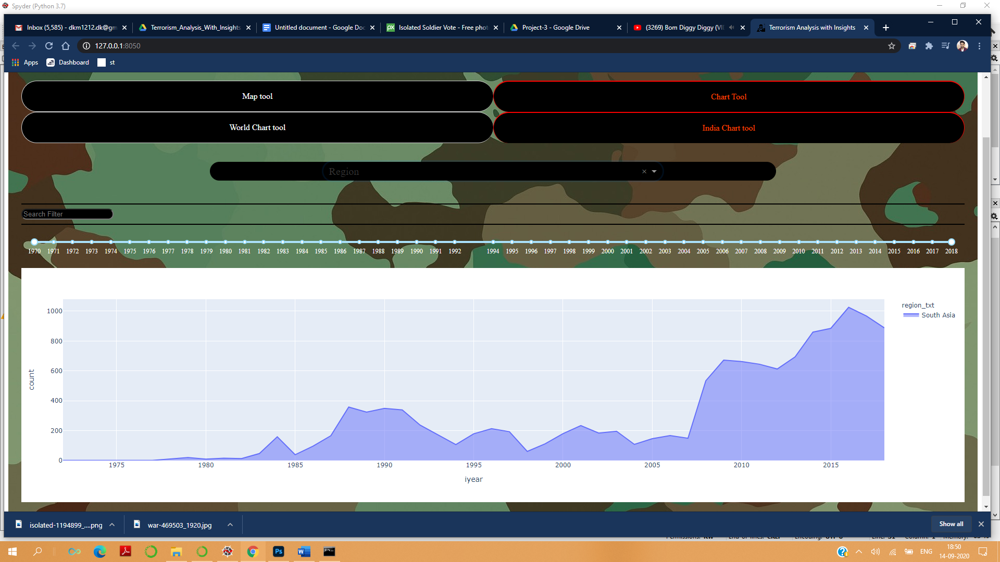 Spyder (Python 3.7)
Inbox (5,585) - dkm1212.dk@gm
Terrorism_Analysis_With_Insights
Untitled document - Google Doc
Isolated Soldier Vote - Free phot
Project-3 - Google Drive
(3269) Bom Diggy Diggy (VI
Terrorism Analysis with Insights
127.0.0.1:8050
Apps
Dashboard
st
Map tool
Chart Tool
World Chart tool
India Chart tool
Region
Search Filter
1970 1971 1972 1973 1974 1975 1976 1977 1978 1979 1980 1981 1982 1983 1984 1985 1986 1987 1988 1989 1990 1991 1992 1994 1995 1996 1997 1998 1999 2000 2001 2002 2003 2004 2005 2006 2007 2008 2009 2010 2011 2012 2013 2014 2015 2016 2017 2018
region_txt
South Asia
1000
800
600
400
200
0
count
1975 1980 1985 1990 1995 2000 2005 2010 2015
iyear
isolated-1194899_....png
war-469503_1920.jpg
Show all
Ps
ENG
18:50
14-09-2020